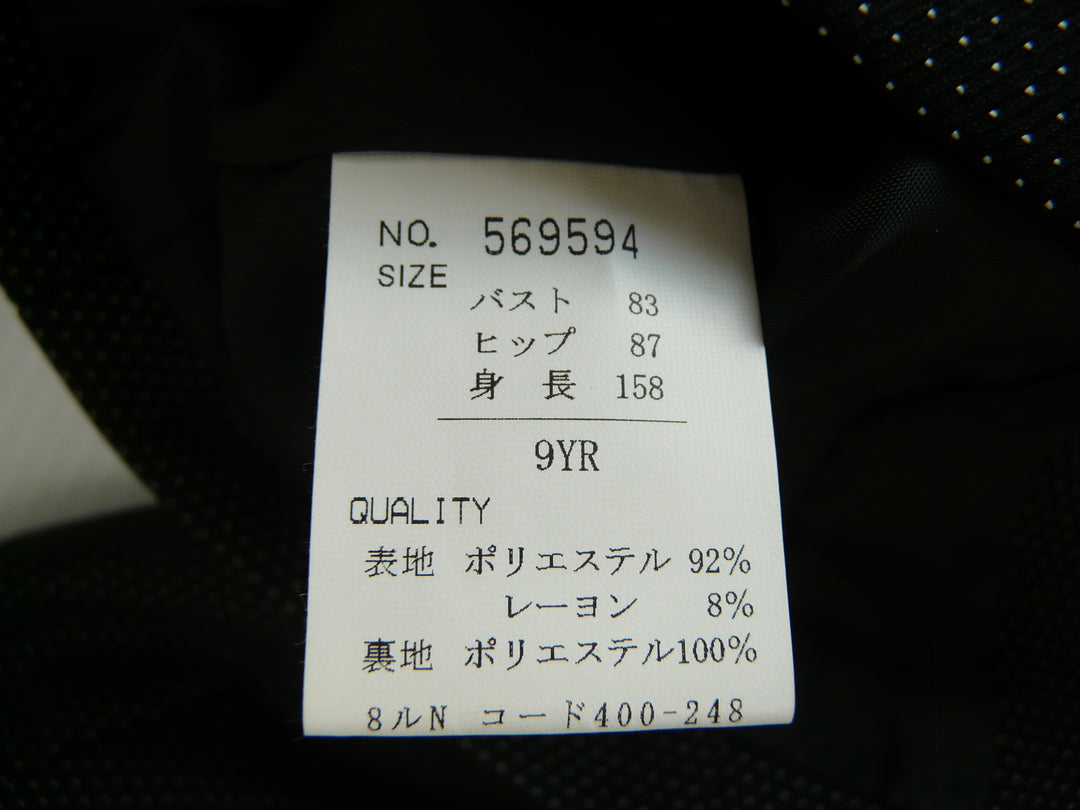 NO. 569594
SIZE
バスト 83
ヒップ 87
身 長 158
9YR
QUALITY
表地 ポリエステル 92%
レーヨン 8%
裏地 ポリエステル100%
8ルN コード400-248